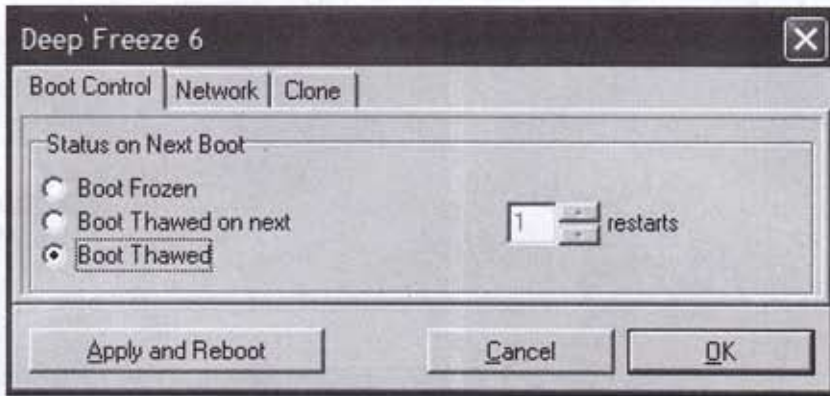 Deep Freeze 6
Boot Control Network Clone
Status on Next Boot
Boot Frozen
Boot Thawed on next 1 restarts
Boot Thawed
Apply and Reboot Cancel OK